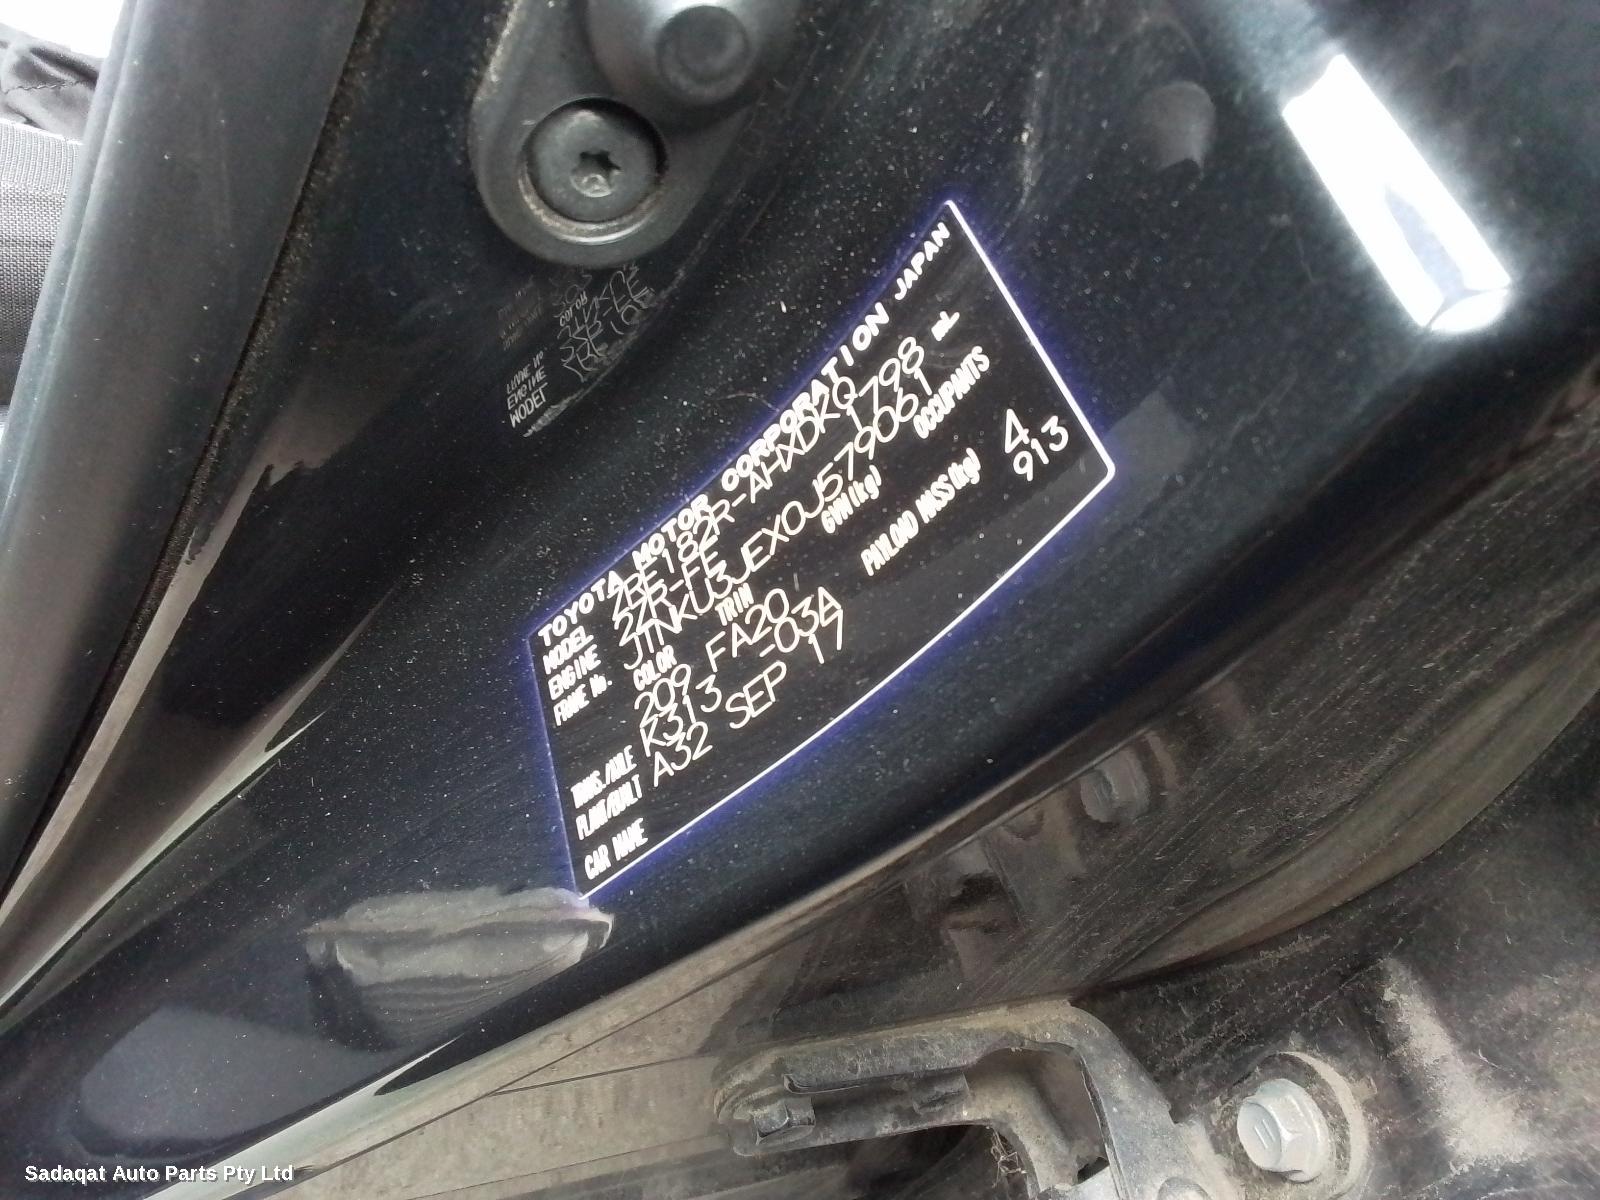 TOYOTA MOTOR CORPORATION JAPAN
MODEL ZRE182R-AHXDKQ
ENGINE 2ZR-FE 1798 mL
FRAME No. JTNKU3JEX0J579061
COLOR TRIM GVM(kg) OCCUPANTS
209 FA20 4
TRANS./AXLE K313 -03A PAYLOAD MASS(kg) 913
PLANT/BUILT A32 SEP 17
CAR NAME
Sadaqat Auto Parts Pty Ltd